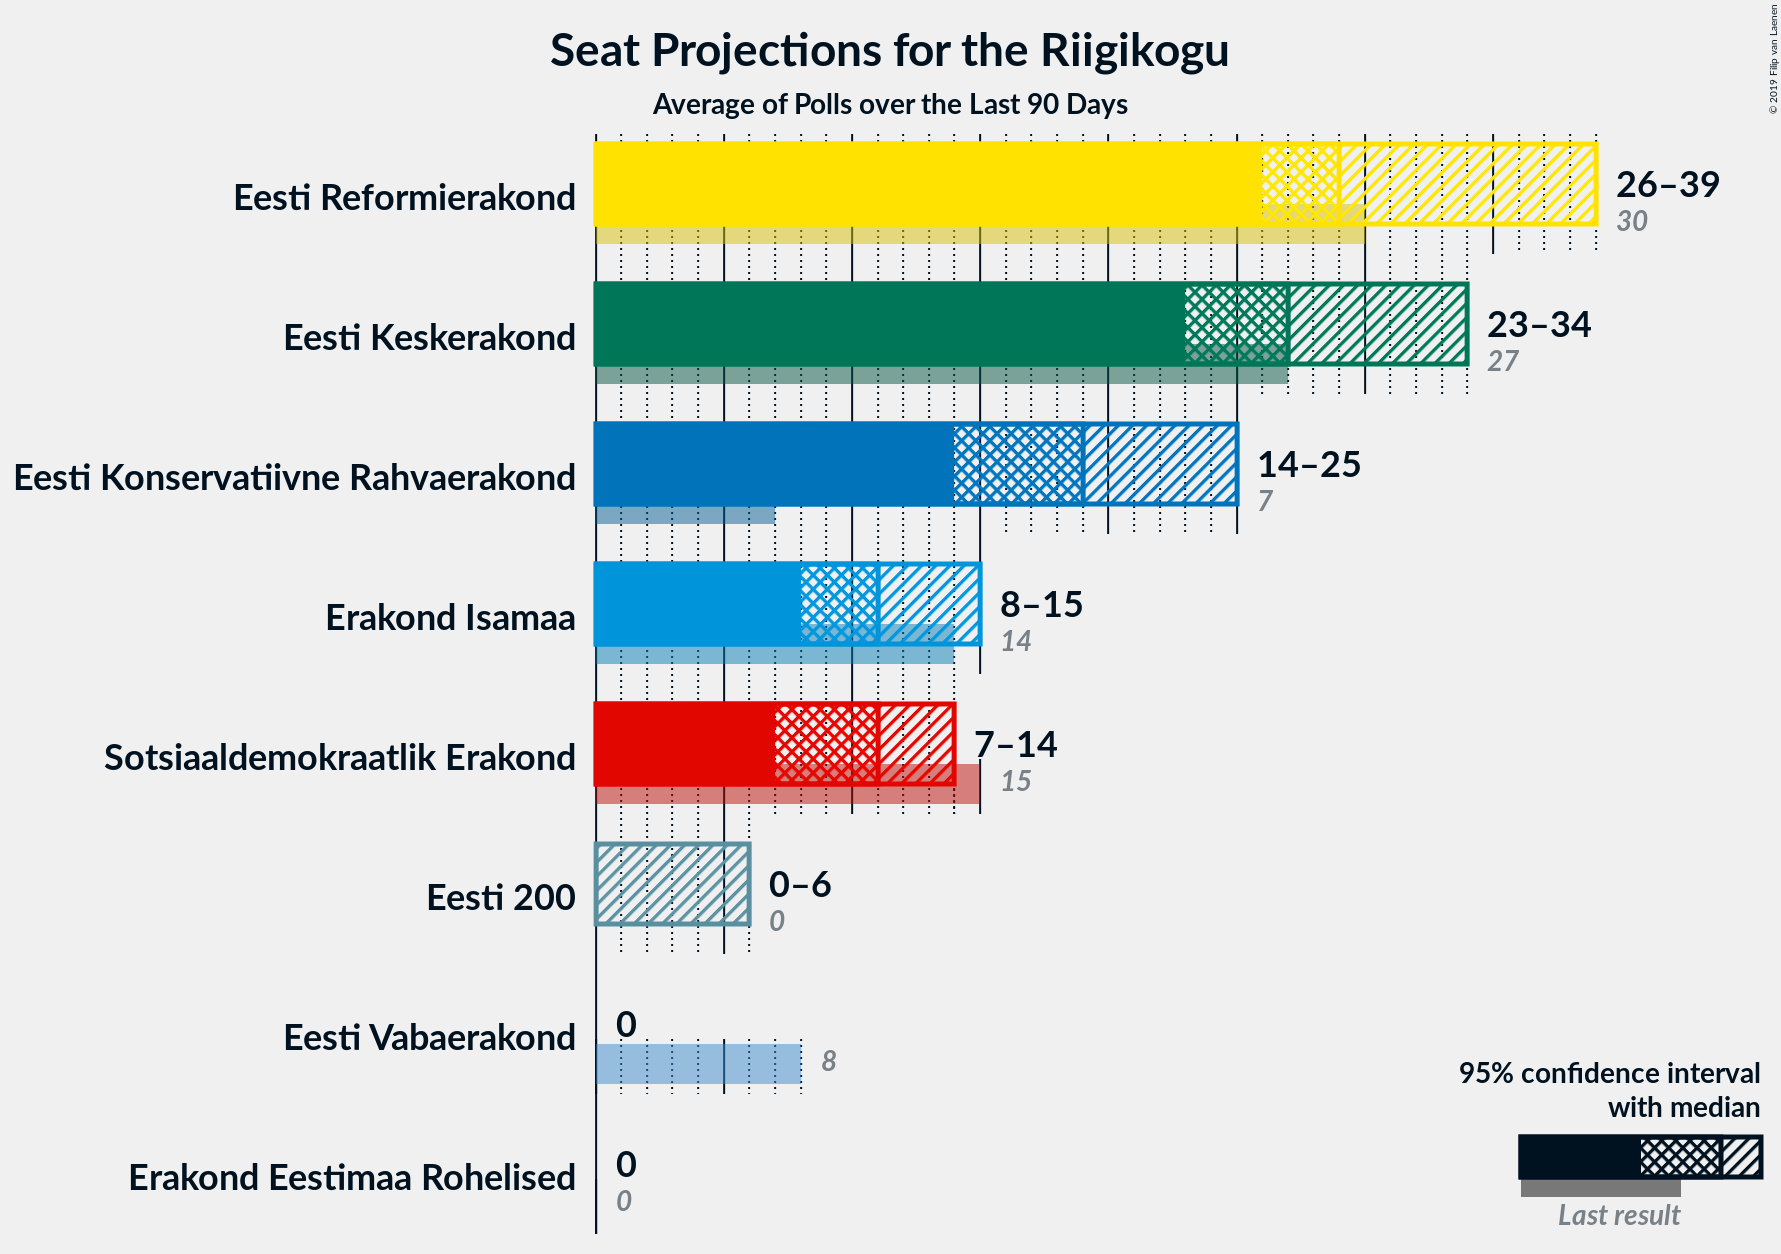 Seat Projections for the Riigikogu
Average of Polls over the Last 90 Days
© 2019 Filip van Laenen
Eesti Reformierakond
26–39
30
Eesti Keskerakond
23–34
27
Eesti Konservatiivne Rahvaerakond
14–25
7
Erakond Isamaa
8–15
14
Sotsiaaldemokraatlik Erakond
7–14
15
Eesti 200
0–6
0
Eesti Vabaerakond
0
8
Erakond Eestimaa Rohelised
0
0
95% confidence interval
with median
Last result